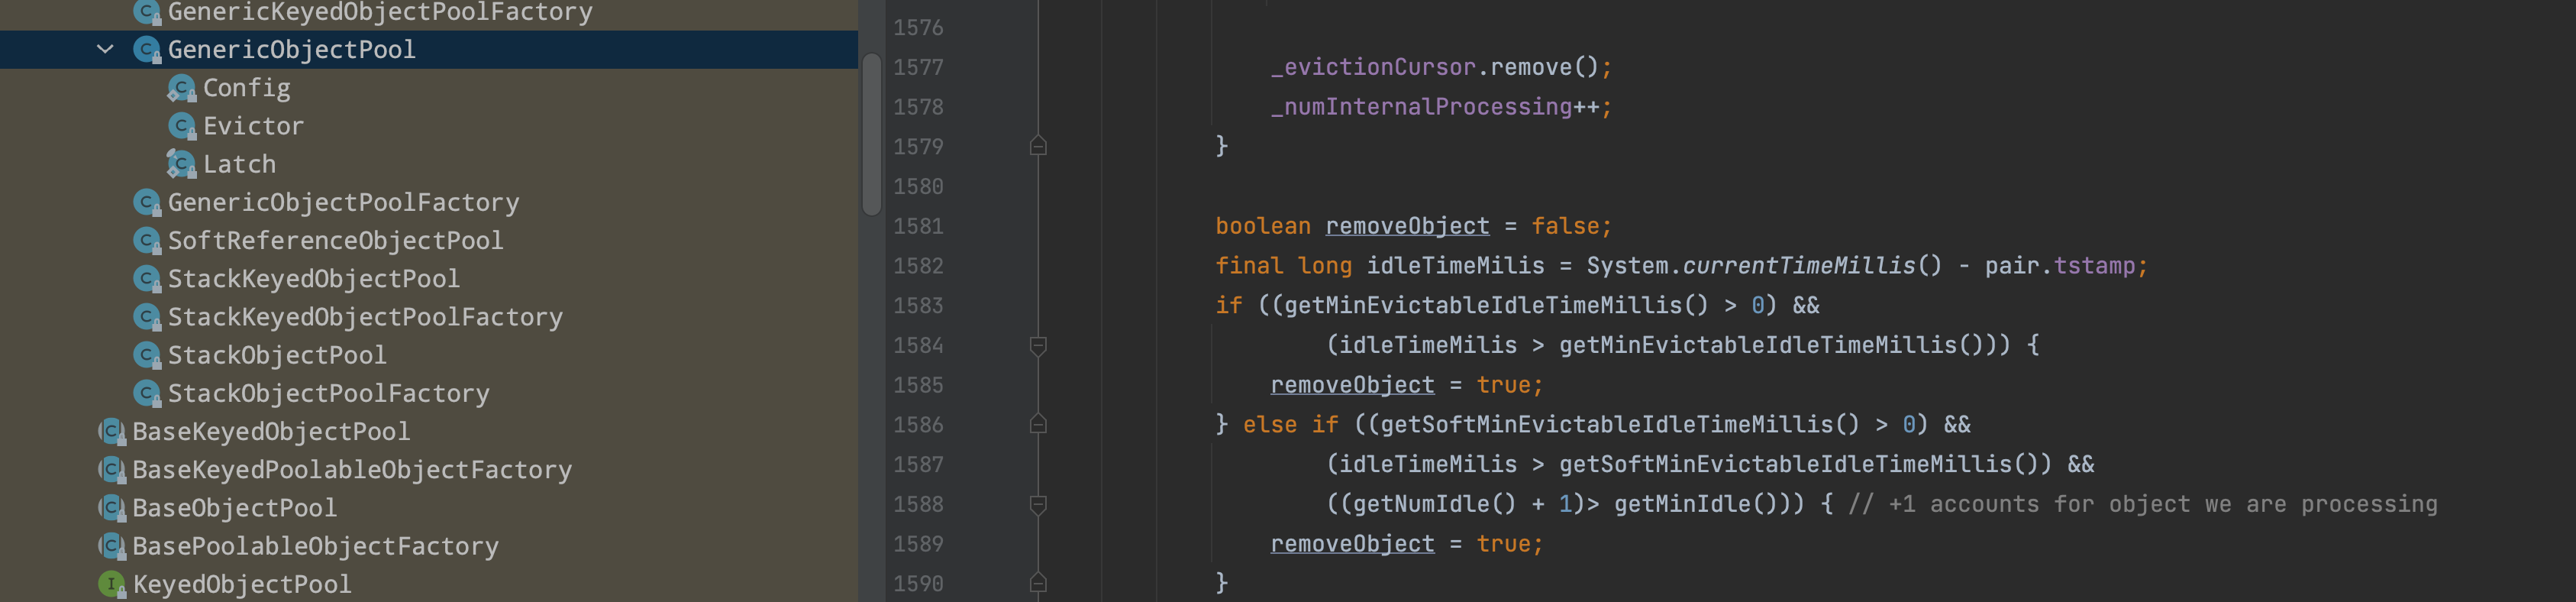 GenericKeyedObjectPoolFactory
GenericObjectPool
Config
Evictor
Latch
GenericObjectPoolFactory
SoftReferenceObjectPool
StackKeyedObjectPool
StackKeyedObjectPoolFactory
StackObjectPool
StackObjectPoolFactory
BaseKeyedObjectPool
BaseKeyedPoolableObjectFactory
BaseObjectPool
BasePoolableObjectFactory
KeyedObjectPool
1576
1577 _evictionCursor.remove();
1578 _numInternalProcessing++;
1579 }
1580
1581 boolean removeObject = false;
1582 final long idleTimeMilis = System.currentTimeMillis() - pair.tstamp;
1583 if ((getMinEvictableIdleTimeMillis() > 0) &&
1584 (idleTimeMilis > getMinEvictableIdleTimeMillis())) {
1585 removeObject = true;
1586 } else if ((getSoftMinEvictableIdleTimeMillis() > 0) &&
1587 (idleTimeMilis > getSoftMinEvictableIdleTimeMillis()) &&
1588 ((getNumIdle() + 1)> getMinIdle())) { // +1 accounts for object we are processing
1589 removeObject = true;
1590 }